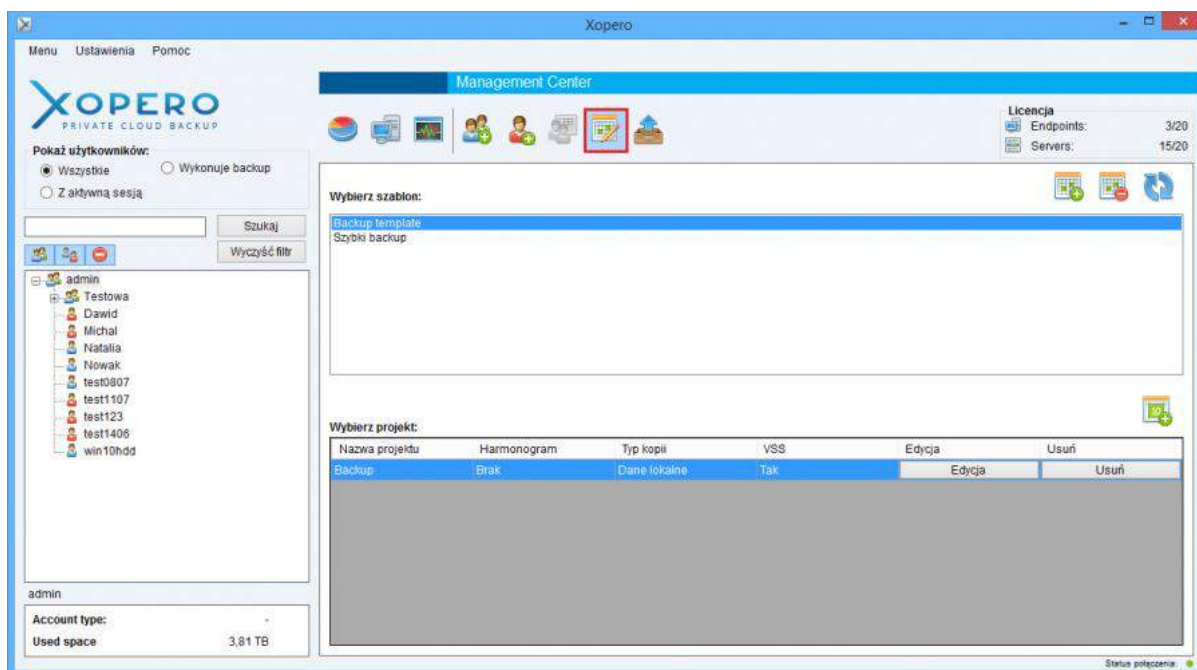 Xopero
Menu Ustawienia Pomoc
XOPERO
PRIVATE CLOUD BACKUP
Management Center
Licencja
Endpoints: 3/20
Servers: 15/20
Pokaż użytkowników:
Wszystkie Wykonuje backup
Z aktywną sesją
Szukaj
Wyczyść filtr
admin
Testowa
Dawid
Michal
Natalia
Nowak
test0807
test1107
test123
test1406
win10hdd
admin
Account type: -
Used space 3,81 TB
Wybierz szablon:
Backup template
Szybki backup
Wybierz projekt:
Nazwa projektu Harmonogram Typ kopii VSS Edycja Usuń
Backup Brak Dane lokalne Tak Edycja Usuń
Status połączenia: